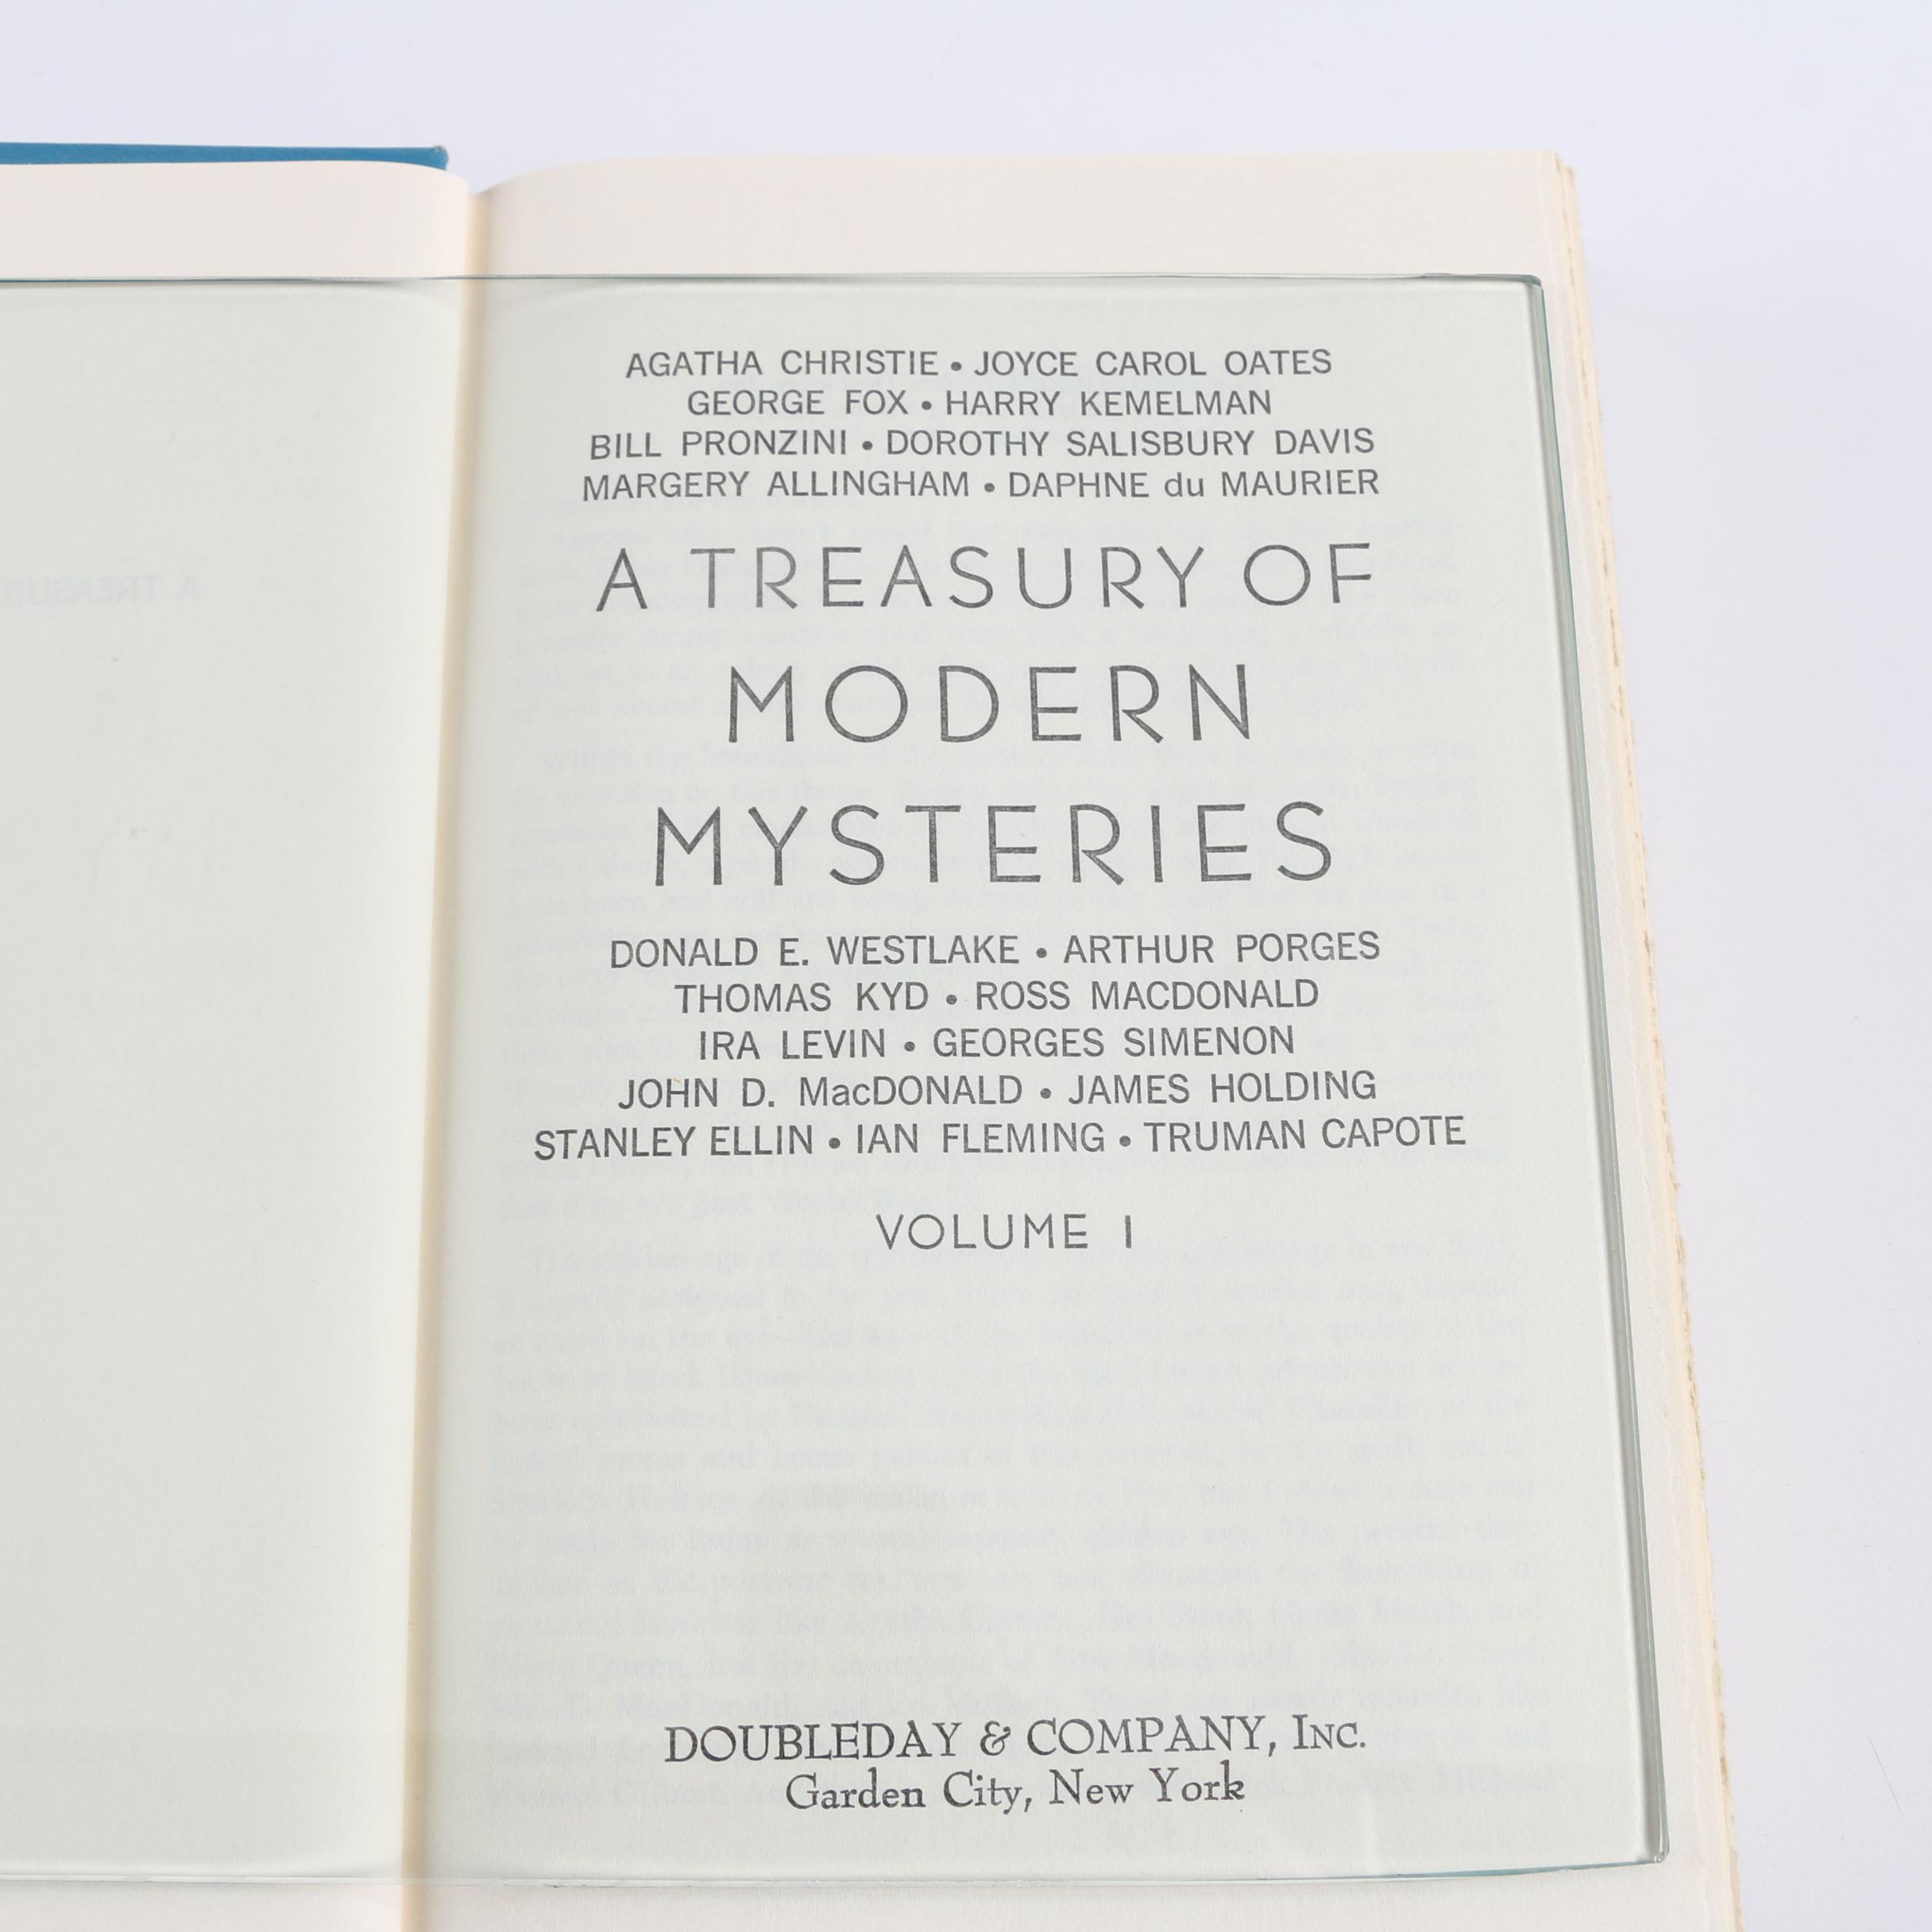 A TREASUR
AGATHA CHRISTIE • JOYCE CAROL OATES
GEORGE FOX • HARRY KEMELMAN
BILL PRONZINI • DOROTHY SALISBURY DAVIS
MARGERY ALLINGHAM • DAPHNE du MAURIER
A TREASURY OF
MODERN
MYSTERIES
DONALD E. WESTLAKE • ARTHUR PORGES
THOMAS KYD • ROSS MACDONALD
IRA LEVIN • GEORGES SIMENON
JOHN D. MacDONALD • JAMES HOLDING
STANLEY ELLIN • IAN FLEMING • TRUMAN CAPOTE
VOLUME I
DOUBLEDAY & COMPANY, INC.
Garden City, New York